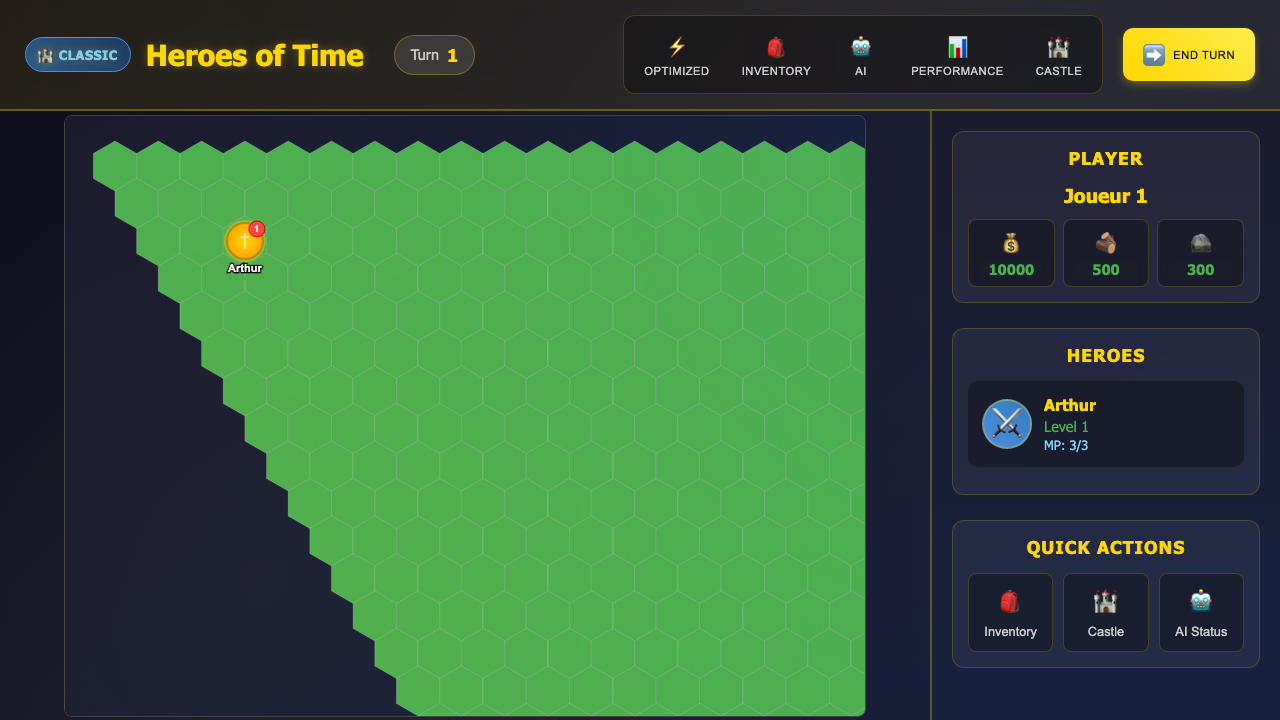 CLASSIC
Heroes of Time
Turn 1
OPTIMIZED
INVENTORY
AI
PERFORMANCE
CASTLE
END TURN
1
Arthur
PLAYER
Joueur 1
10000
500
300
HEROES
Arthur
Level 1
MP: 3/3
QUICK ACTIONS
Inventory
Castle
AI Status